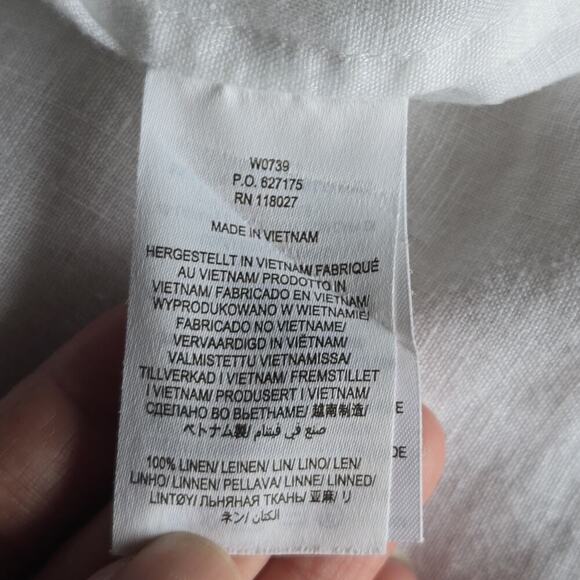 W0739
P.O. 627175
RN 118027
MADE IN VIETNAM
HERGESTELLT IN VIETNAM/ FABRIQUÉ
AU VIETNAM/ PRODOTTO IN
VIETNAM/ FABRICADO EN VIETNAM/
WYPRODUKOWANO W WIETNAMIE/
FABRICADO NO VIETNAME/
VERVAARDIGD IN VIËTNAM/
VALMISTETTU VIETNAMISSA/
TILLVERKAD I VIETNAM/ FREMSTILLET
I VIETNAM/ PRODUSERT I VIETNAM/
СДЕЛАНО ВО ВЬЕТНАМЕ/ 越南制造/
ベトナム製/ صنع في فيتنام/
100% LINEN/ LEINEN/ LIN/ LINO/ LEN/
LINHO/ LINNEN/ PELLAVA/ LINNE/ LINNED/
LINTØY/ ЛЬНЯНАЯ ТКАНЬ/ 亚麻/ リ
ネン/ الكتان/
E
DE